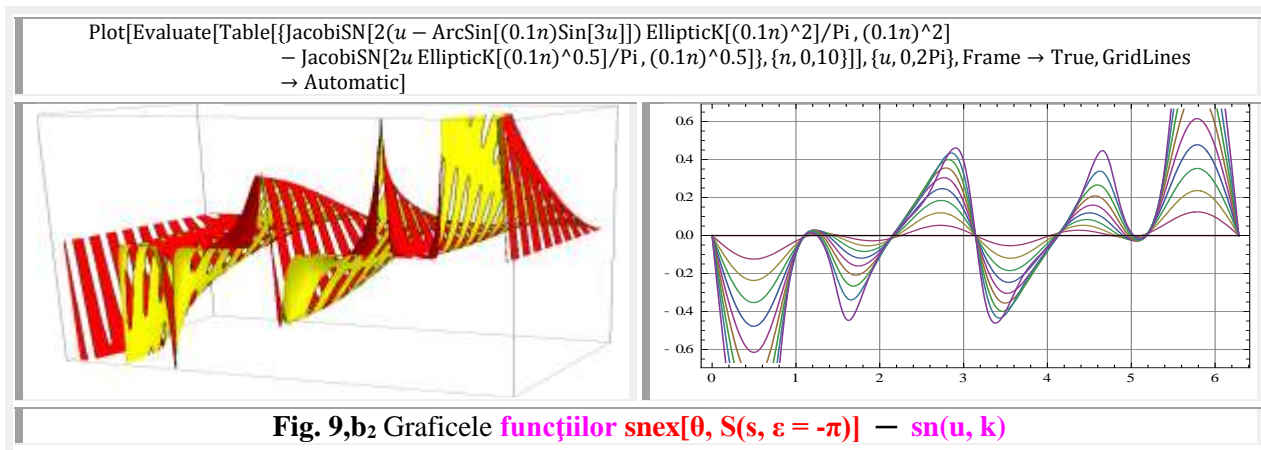 Plot[Evaluate[Table[{JacobiSN[2(u − ArcSin[(0.1n)Sin[3u]]) EllipticK[(0.1n)^2]/Pi , (0.1n)^2]
− JacobiSN[2u EllipticK[(0.1n)^0.5]/Pi , (0.1n)^0.5]}, {n, 0,10}]], {u, 0,2Pi}, Frame → True, GridLines
→ Automatic]
0.6
0.4
0.2
0.0
- 0.2
- 0.4
- 0.6
0 1 2 3 4 5 6
Fig. 9,b₂ Graficele funcţiilor snex[θ, S(s, ε = -π)] − sn(u, k)